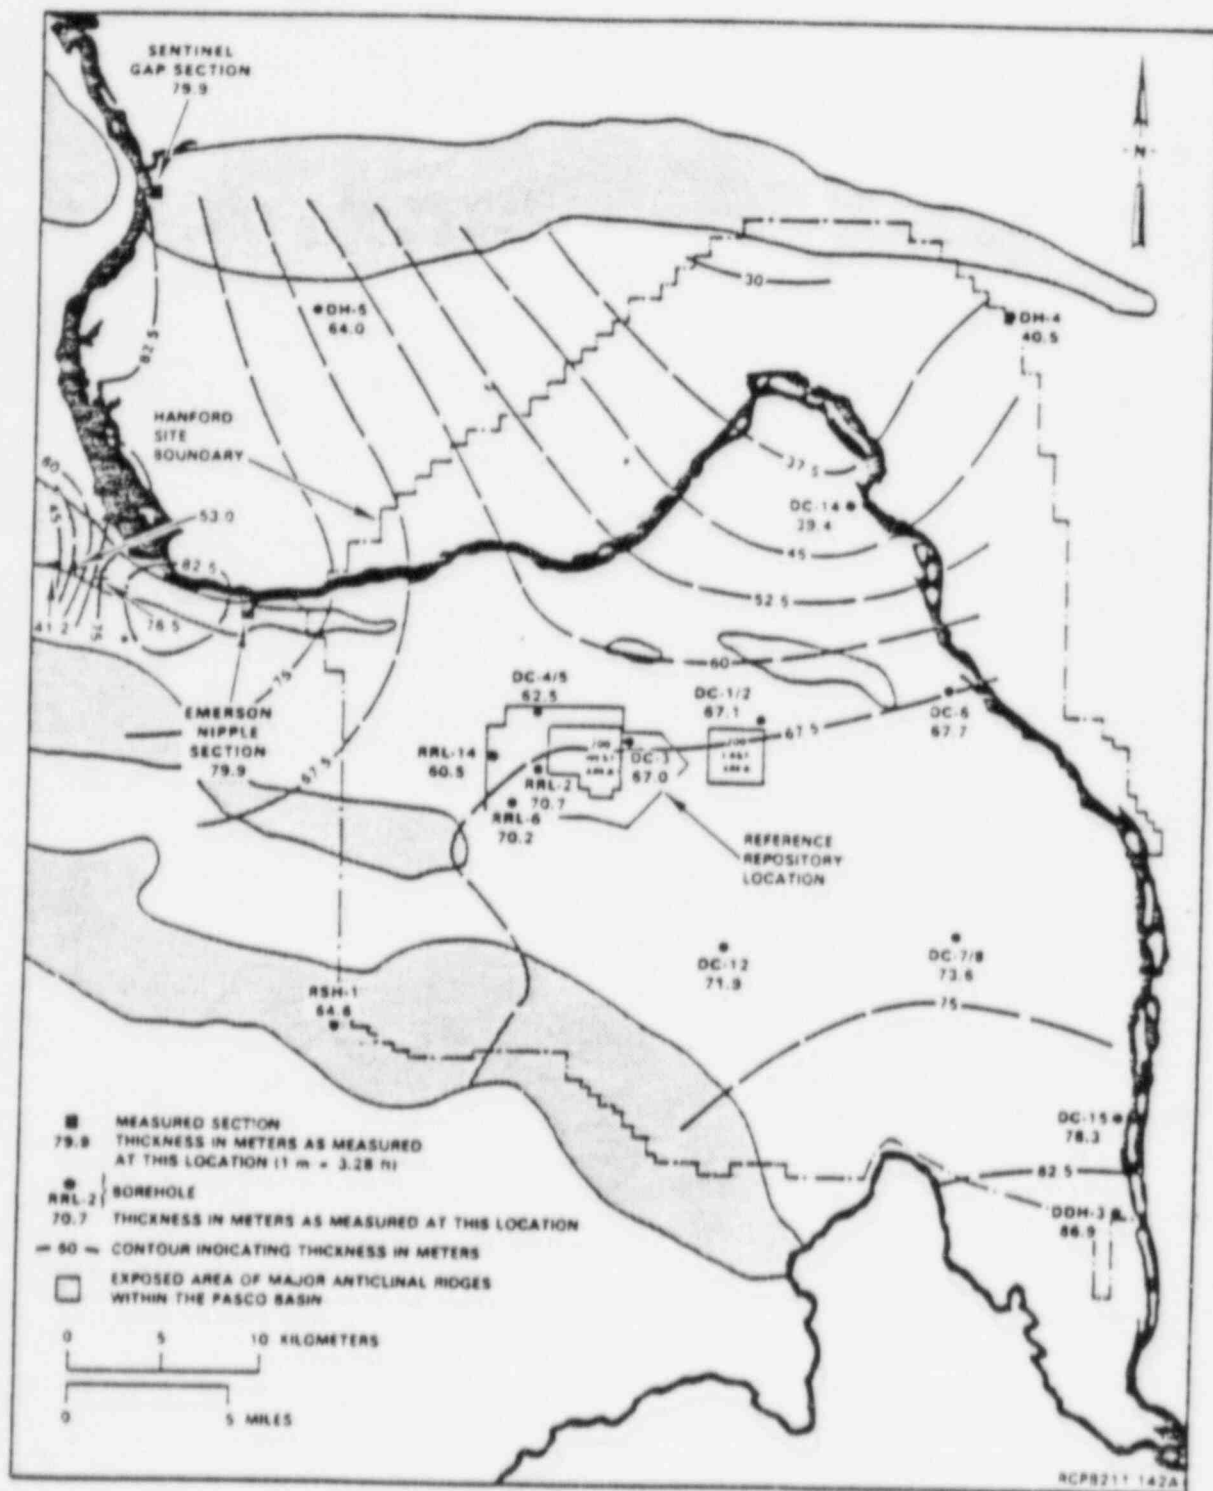 SENTINEL
GAP SECTION
79.9
N
30
DH-5
64.0
DH-4
40.5
82.5
HANFORD
SITE
BOUNDARY
37.5
60
45
53.0
DC-14
39.4
45
82.5
52.5
41.2
75
76.5
60
75
DC-4/5
62.5
DC-1/2
67.1
EMERSON
NIPPLE
SECTION
79.9
DC-6
67.7
67.5
RRL-14
60.5
200
WEST
AREA
DC-3
67.0
200
EAST
AREA
67.5
RRL-2
70.7
RRL-6
70.2
REFERENCE
REPOSITORY
LOCATION
DC-12
71.9
DC-7/8
73.6
RSH-1
64.6
75
MEASURED SECTION
79.9 THICKNESS IN METERS AS MEASURED
AT THIS LOCATION (1 m = 3.28 ft)
DC-15
78.3
82.5
RRL-2 BOREHOLE
70.7 THICKNESS IN METERS AS MEASURED AT THIS LOCATION
DDH-3
86.9
60 CONTOUR INDICATING THICKNESS IN METERS
EXPOSED AREA OF MAJOR ANTICLINAL RIDGES
WITHIN THE PASCO BASIN
0 5 10 KILOMETERS
0 5 MILES
RCP8211 142A